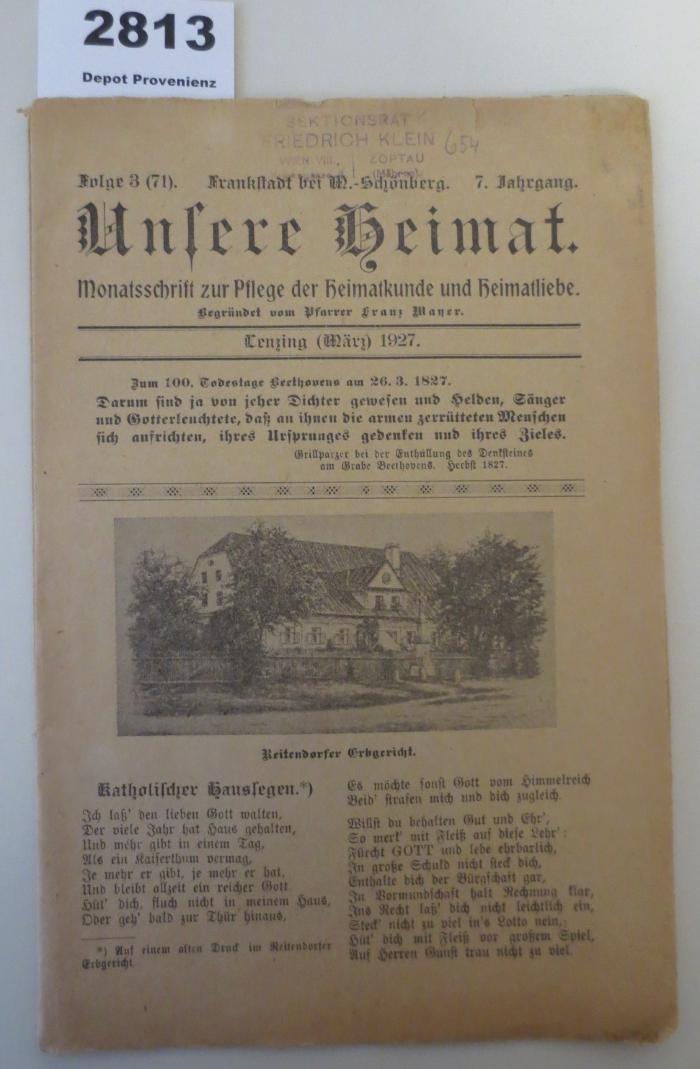 2813
Depot Provenienz
SEKTIONSRAT
FRIEDRICH KLEIN 654
WIEN VIII., ZÖPTAU
(Mähren)
Folge 3 (71). Frankstadt bei M.-Schönberg. 7. Jahrgang.
Unsere Heimat.
Monatsschrift zur Pflege der Heimatkunde und Heimatliebe.
Begründet vom Pfarrer Franz Mayer.
Lenzing (März) 1927.
Zum 100. Todestage Beethovens am 26. 3. 1827.
Darum sind ja von jeher Dichter gewesen und Helden, Sänger
und Gotterleuchtete, daß an ihnen die armen zerrütteten Menschen
sich aufrichten, ihres Ursprunges gedenken und ihres Zieles.
Grillparzer bei der Enthüllung des Denksteines
am Grabe Beethovens. Herbst 1827.
Reitendorfer Erbgericht.
Katholischer Haussegen.*)
Ich laß' den lieben Gott walten,
Der viele Jahr hat Haus gehalten,
Und mehr gibt in einem Tag,
Als ein Kaiserthum vermag,
Je mehr er gibt, je mehr er hat,
Und bleibt allzeit ein reicher Gott.
Hüt' dich, fluch nicht in meinem Haus,
Oder geh' bald zur Thür hinaus,
*) Auf einem alten Druck im Reitendorfer
Erbgericht.
Es möchte sonst Gott vom Himmelreich
Beid' strafen mich und dich zugleich.
Willst du behalten Gut und Ehr',
So merk' mit Fleiß auf diese Lehr':
Fürcht GOTT und lebe ehrbarlich,
In große Schuld nicht steck dich,
Enthalte dich der Bürgschaft gar,
In Vormundschaft halt Rechnung klar,
Ins Recht laß' dich nicht leichtlich ein,
Steck' nicht zu viel in's Lotto nein,
Hüt' dich mit Fleiß vor großem Spiel,
Auf Herren Gunst trau nicht zu viel.